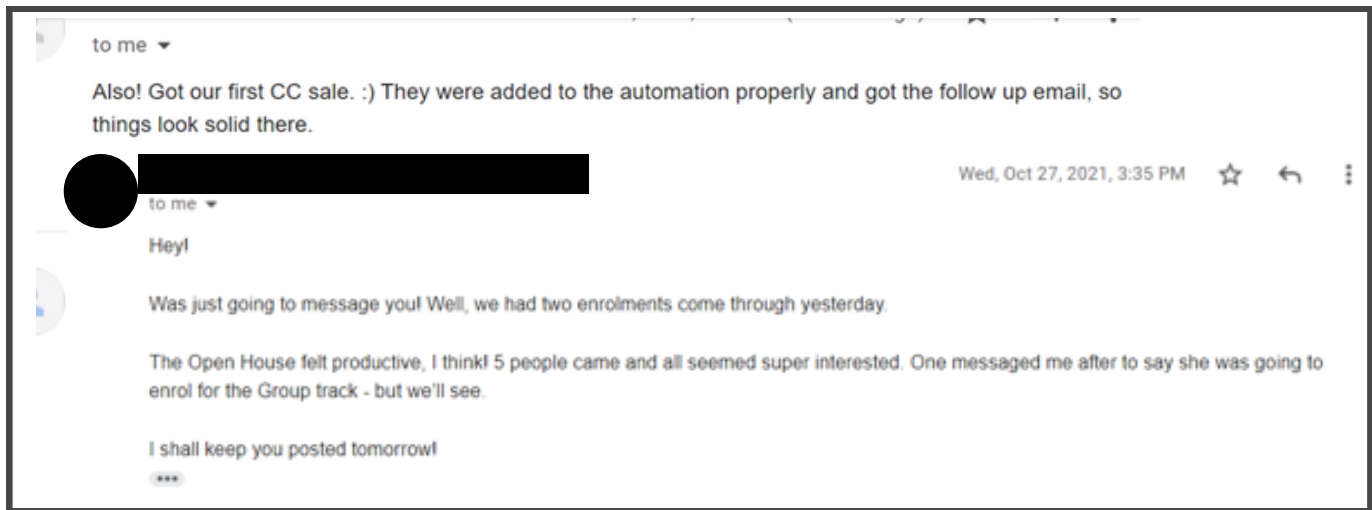 to me
Also! Got our first CC sale. :) They were added to the automation properly and got the follow up email, so
things look solid there.
Wed, Oct 27, 2021, 3:35 PM
to me
Hey!
Was just going to message you! Well, we had two enrolments come through yesterday.
The Open House felt productive, I think! 5 people came and all seemed super interested. One messaged me after to say she was going to
enrol for the Group track - but we'll see.
I shall keep you posted tomorrow!